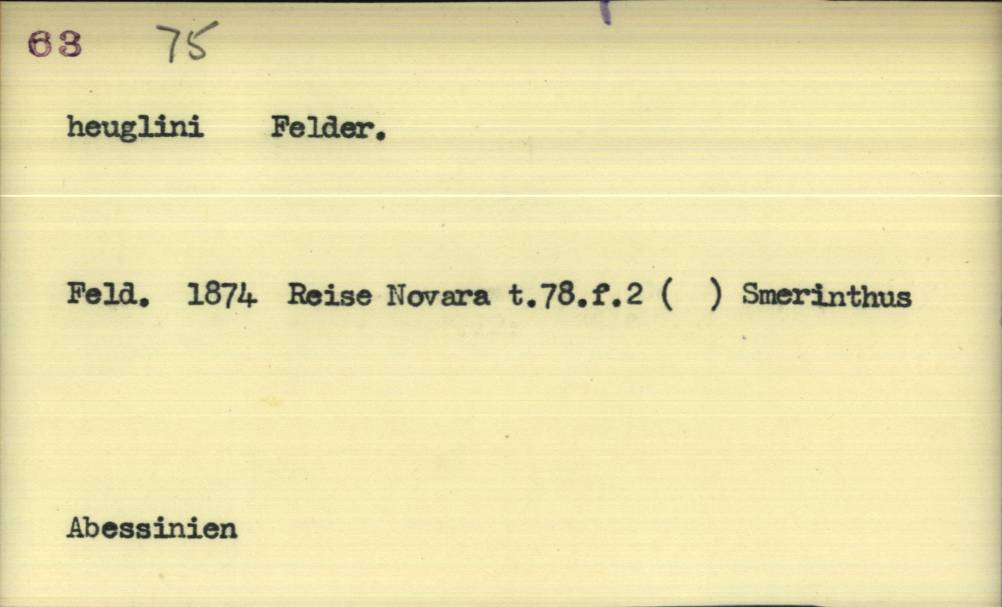 63 75
heuglini Felder.
Feld. 1874 Reise Novara t.78.f.2 ( ) Smerinthus
Abessinien